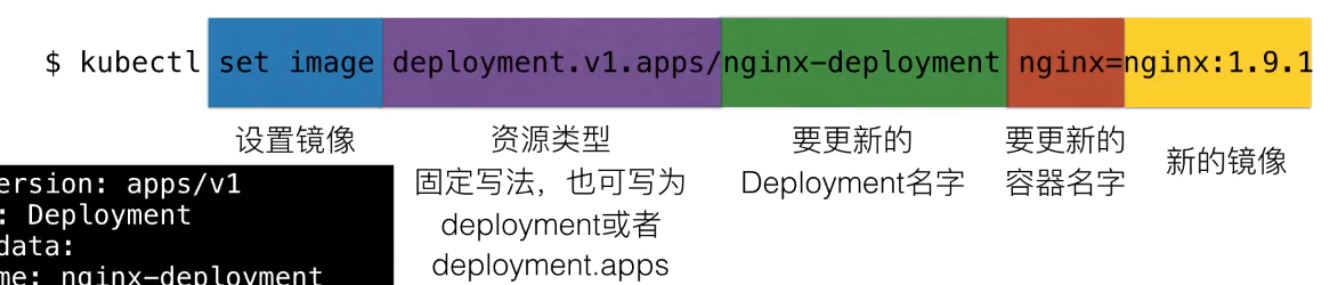 $ kubectl set image deployment.v1.apps/nginx-deployment nginx=nginx:1.9.1
设置镜像
资源类型
固定写法，也可写为
deployment或者
deployment.apps
要更新的
Deployment名字
要更新的
容器名字
新的镜像
ersion: apps/v1
: Deployment
data:
me: nginx-deployment